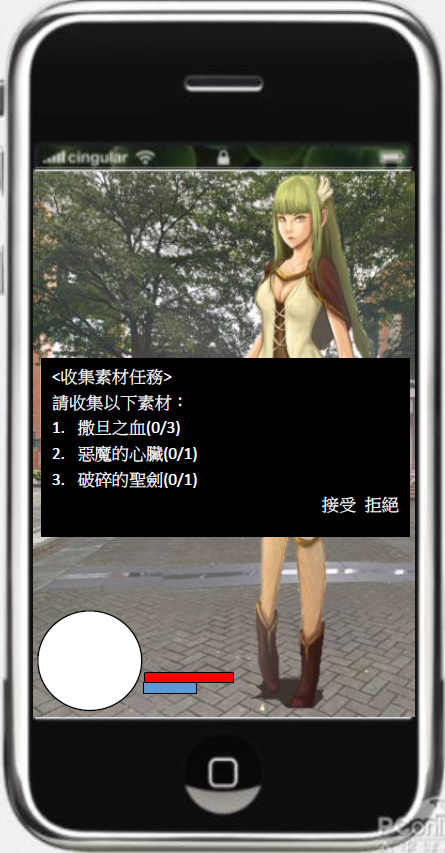 cingular
<收集素材任務>
請收集以下素材：
1. 撒旦之血(0/3)
2. 惡魔的心臟(0/1)
3. 破碎的聖劍(0/1)
接受 拒絕